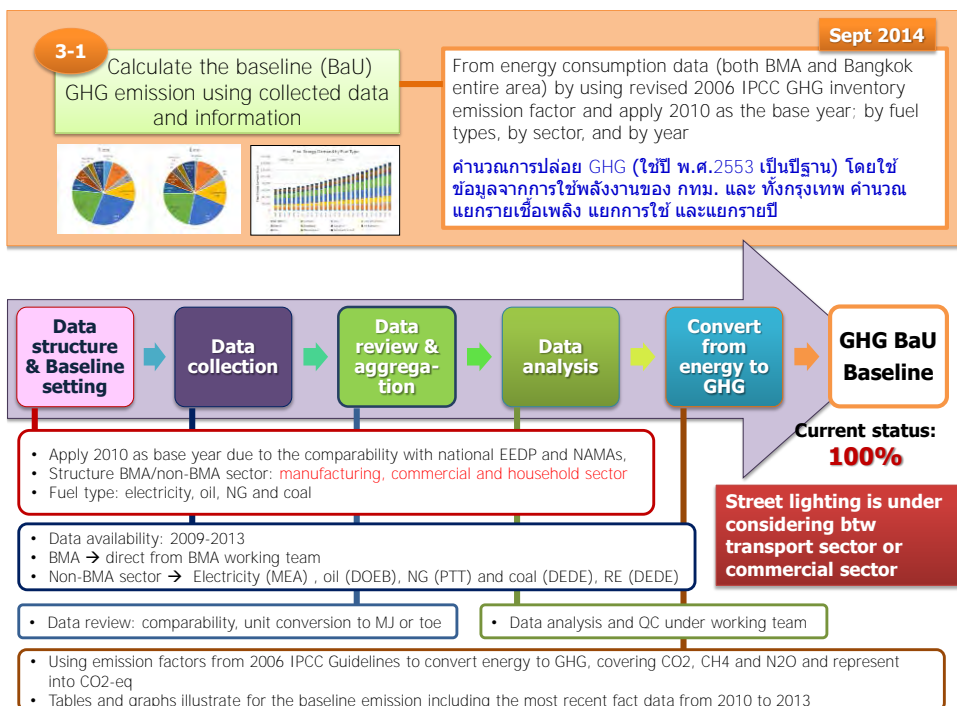 Sept 2014
3-1
Calculate the baseline (BaU)
GHG emission using collected data
and information
From energy consumption data (both BMA and Bangkok
entire area) by using revised 2006 IPCC GHG inventory
emission factor and apply 2010 as the base year; by fuel
types, by sector, and by year
คำนวณการปล่อย GHG (ใช้ปี พ.ศ.2553 เป็นปีฐาน) โดยใช้
ข้อมูลจากการใช้พลังงานของ กทม. และ ทั้งกรุงเทพ คำนวณ
แยกรายเชื้อเพลิง แยกการใช้ และแยกรายปี
Data
structure
& Baseline
setting
Data
collection
Data
review &
aggrega-
tion
Data
analysis
Convert
from
energy to
GHG
GHG BaU
Baseline
Current status:
100%
• Apply 2010 as base year due to the comparability with national EEDP and NAMAs,
• Structure BMA/non-BMA sector: manufacturing, commercial and household sector
• Fuel type: electricity, oil, NG and coal
Street lighting is under
considering btw
transport sector or
commercial sector
• Data availability: 2009-2013
• BMA → direct from BMA working team
• Non-BMA sector → Electricity (MEA) , oil (DOEB), NG (PTT) and coal (DEDE), RE (DEDE)
• Data review: comparability, unit conversion to MJ or toe
• Data analysis and QC under working team
• Using emission factors from 2006 IPCC Guidelines to convert energy to GHG, covering CO2, CH4 and N2O and represent
into CO2-eq
• Tables and graphs illustrate for the baseline emission including the most recent fact data from 2010 to 2013